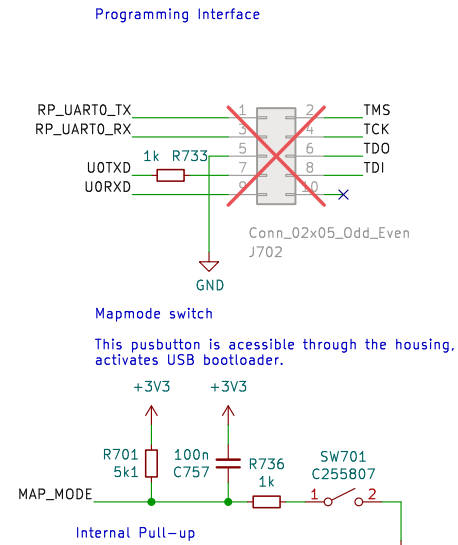 Programming Interface
RP_UART0_TX 1 2 TMS
RP_UART0_RX 3 4 TCK
5 6 TDO
1k R733
U0TXD 7 8 TDI
U0RXD 9 10
Conn_02x05_Odd_Even
J702
GND
Mapmode switch
This pusbutton is acessible through the housing,
activates USB bootloader.
+3V3 +3V3
R701 100n R736 SW701
5k1 C757 1k C255807
MAP_MODE 1 2
Internal Pull-up